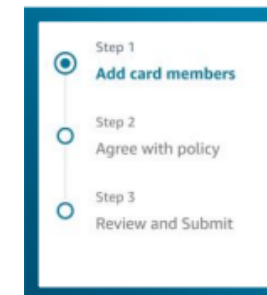 Step 1
Add card members
Step 2
Agree with policy
Step 3
Review and Submit